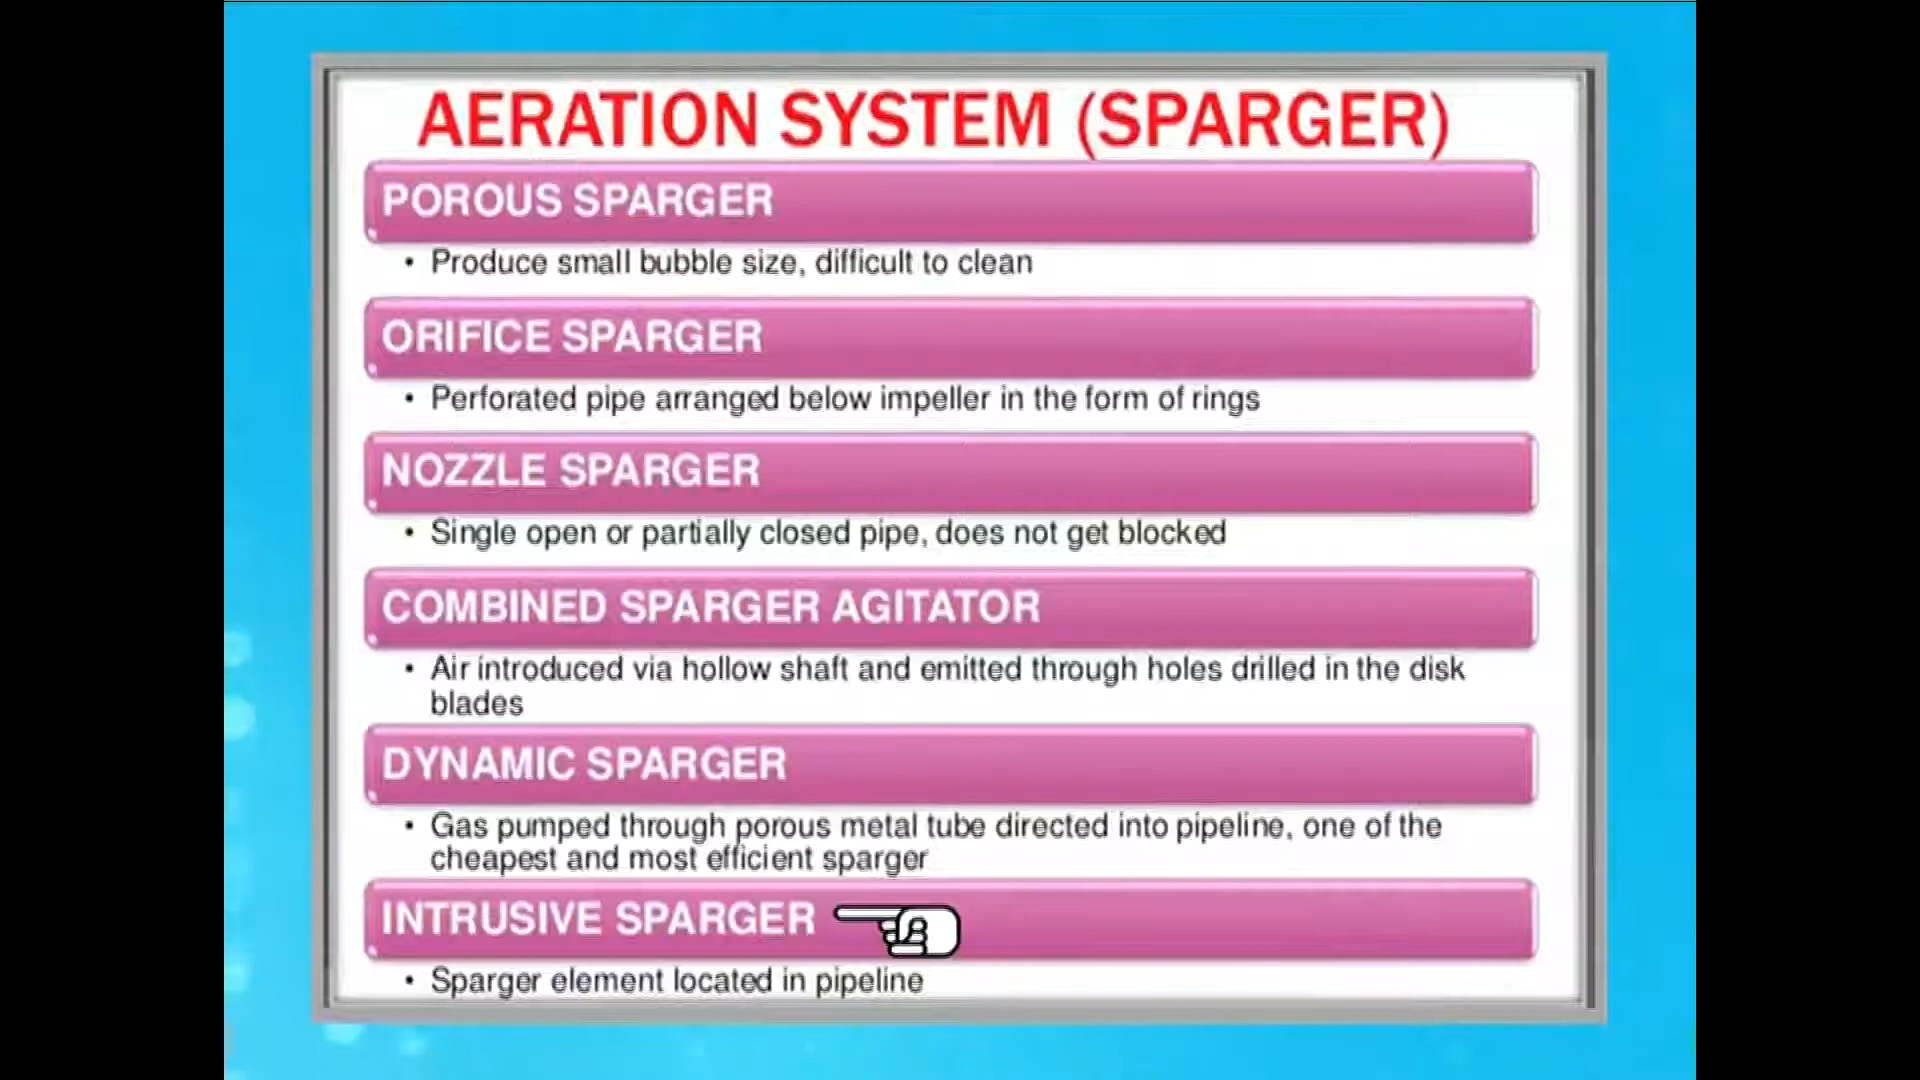 AERATION SYSTEM (SPARGER)
POROUS SPARGER
• Produce small bubble size, difficult to clean
ORIFICE SPARGER
• Perforated pipe arranged below impeller in the form of rings
NOZZLE SPARGER
• Single open or partially closed pipe, does not get blocked
COMBINED SPARGER AGITATOR
• Air introduced via hollow shaft and emitted through holes drilled in the disk
blades
DYNAMIC SPARGER
• Gas pumped through porous metal tube directed into pipeline, one of the
cheapest and most efficient sparger
INTRUSIVE SPARGER
• Sparger element located in pipeline